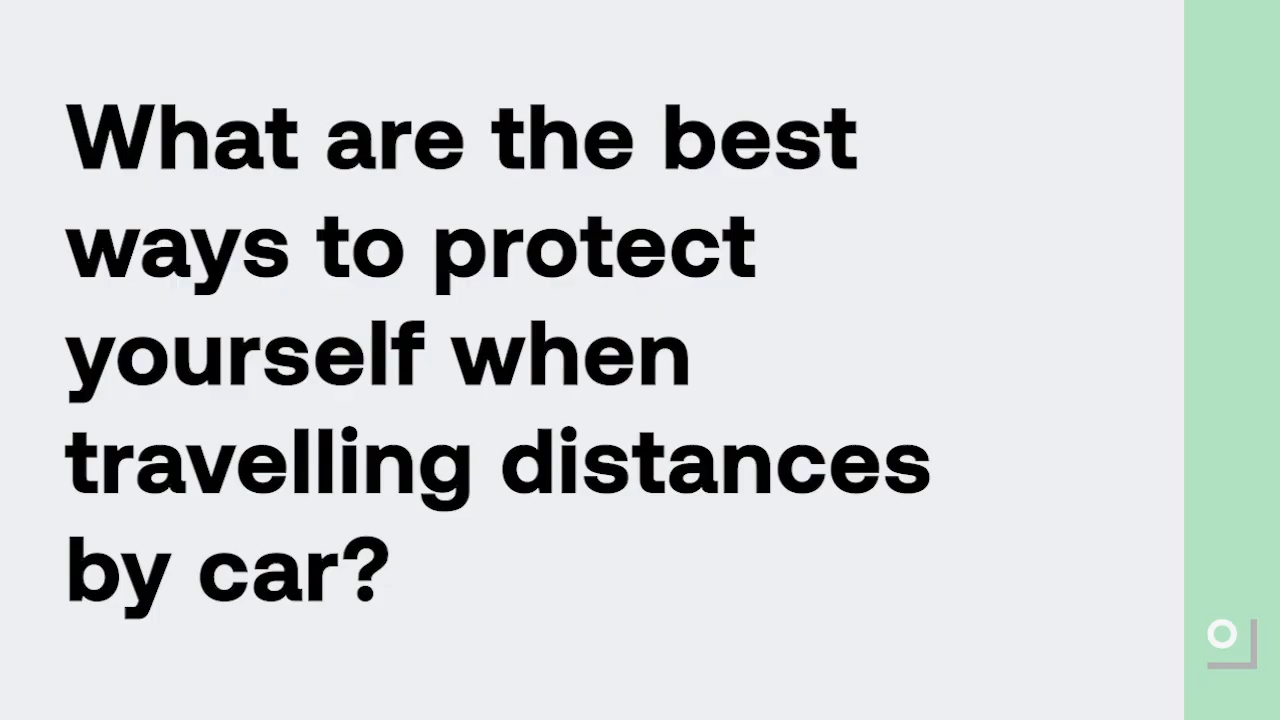 What are the best
ways to protect
yourself when
travelling distances
by car?